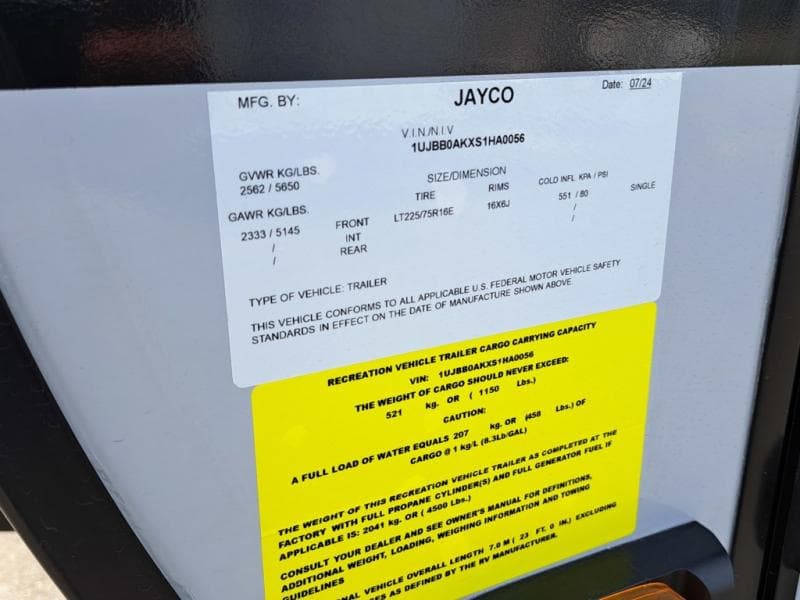 MFG. BY: JAYCO Date: 07/24
V.I.N./N.I.V
1UJBB0AKXS1HA0056
GVWR KG/LBS.
2562 / 5650
SIZE/DIMENSION
TIRE RIMS COLD INFL. KPA / PSI SINGLE
GAWR KG/LBS.
2333 / 5145 FRONT LT225/75R16E 16X6J 551 / 80
/ INT /
/ REAR /
TYPE OF VEHICLE: TRAILER
THIS VEHICLE CONFORMS TO ALL APPLICABLE U.S. FEDERAL MOTOR VEHICLE SAFETY
STANDARDS IN EFFECT ON THE DATE OF MANUFACTURE SHOWN ABOVE.
RECREATION VEHICLE TRAILER CARGO CARRYING CAPACITY
VIN: 1UJBB0AKXS1HA0056
THE WEIGHT OF CARGO SHOULD NEVER EXCEED:
521 kg. OR ( 1150 Lbs.)
CAUTION:
A FULL LOAD OF WATER EQUALS 207 kg. OR (458 Lbs.) OF
CARGO @ 1 kg/L (8.3Lb/GAL)
THE WEIGHT OF THIS RECREATION VEHICLE TRAILER AS COMPLETED AT THE
FACTORY WITH FULL PROPANE CYLINDER(S) AND FULL GENERATOR FUEL IF
APPLICABLE IS: 2041 kg. OR ( 4500 Lbs.)
CONSULT YOUR DEALER AND SEE OWNER'S MANUAL FOR DEFINITIONS,
ADDITIONAL WEIGHT, LOADING, WEIGHING INFORMATION AND TOWING
GUIDELINES
VEHICLE OVERALL LENGTH 7.0 M ( 23 FT. 0 IN.) EXCLUDING
AS DEFINED BY THE RV MANUFACTURER.